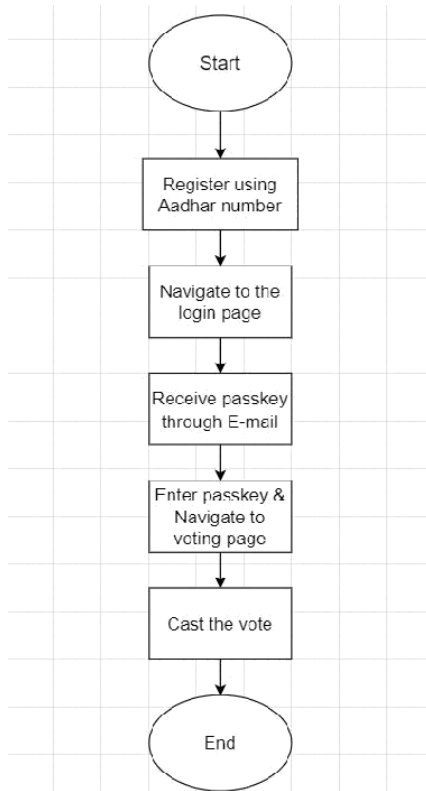 Start
Register using
Aadhar number
Navigate to the
login page
Receive passkey
through E-mail
Enter passkey &
Navigate to
voting page
Cast the vote
End